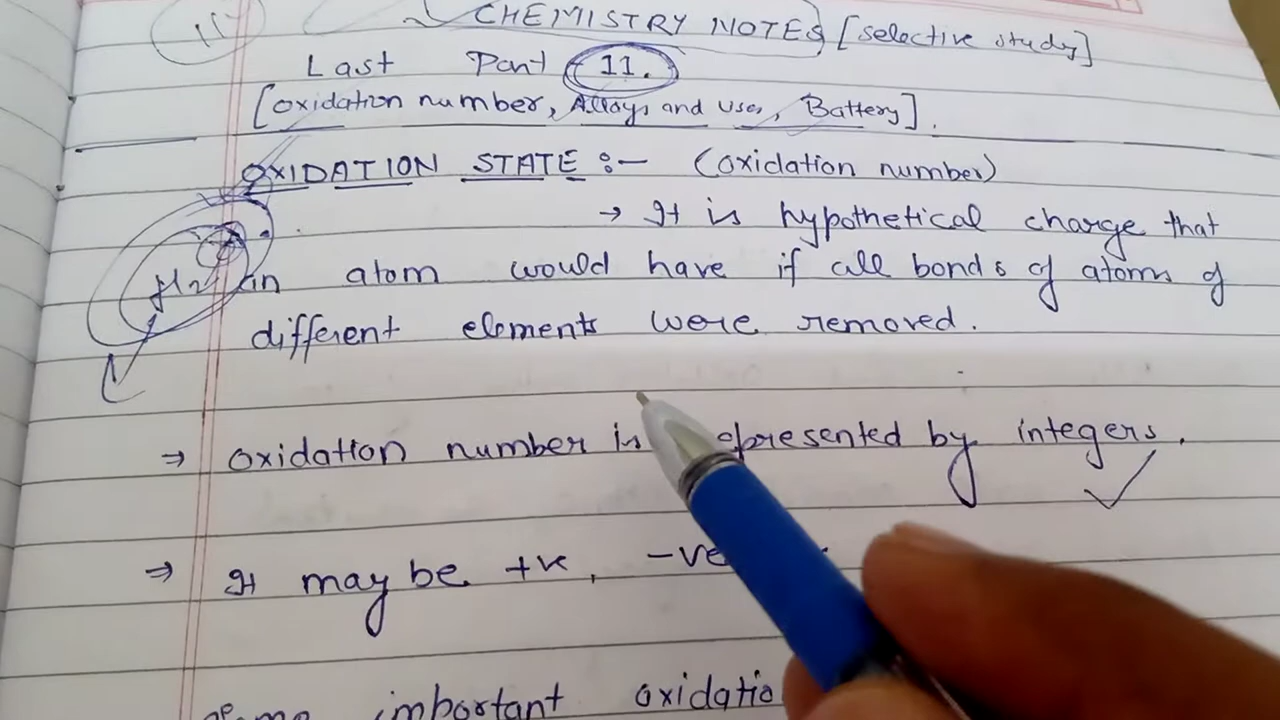 11
CHEMISTRY NOTES [selective study]
Last Part 11.
[oxidation number, Alloys and uses, Battery].
OXIDATION STATE :- (oxidation number)
→ It is hypothetical charge that
an atom would have if all bonds of atoms of
different elements were removed.
⇒ oxidation number is represented by integers.
⇒ It may be +ve, -ve
important oxidatio